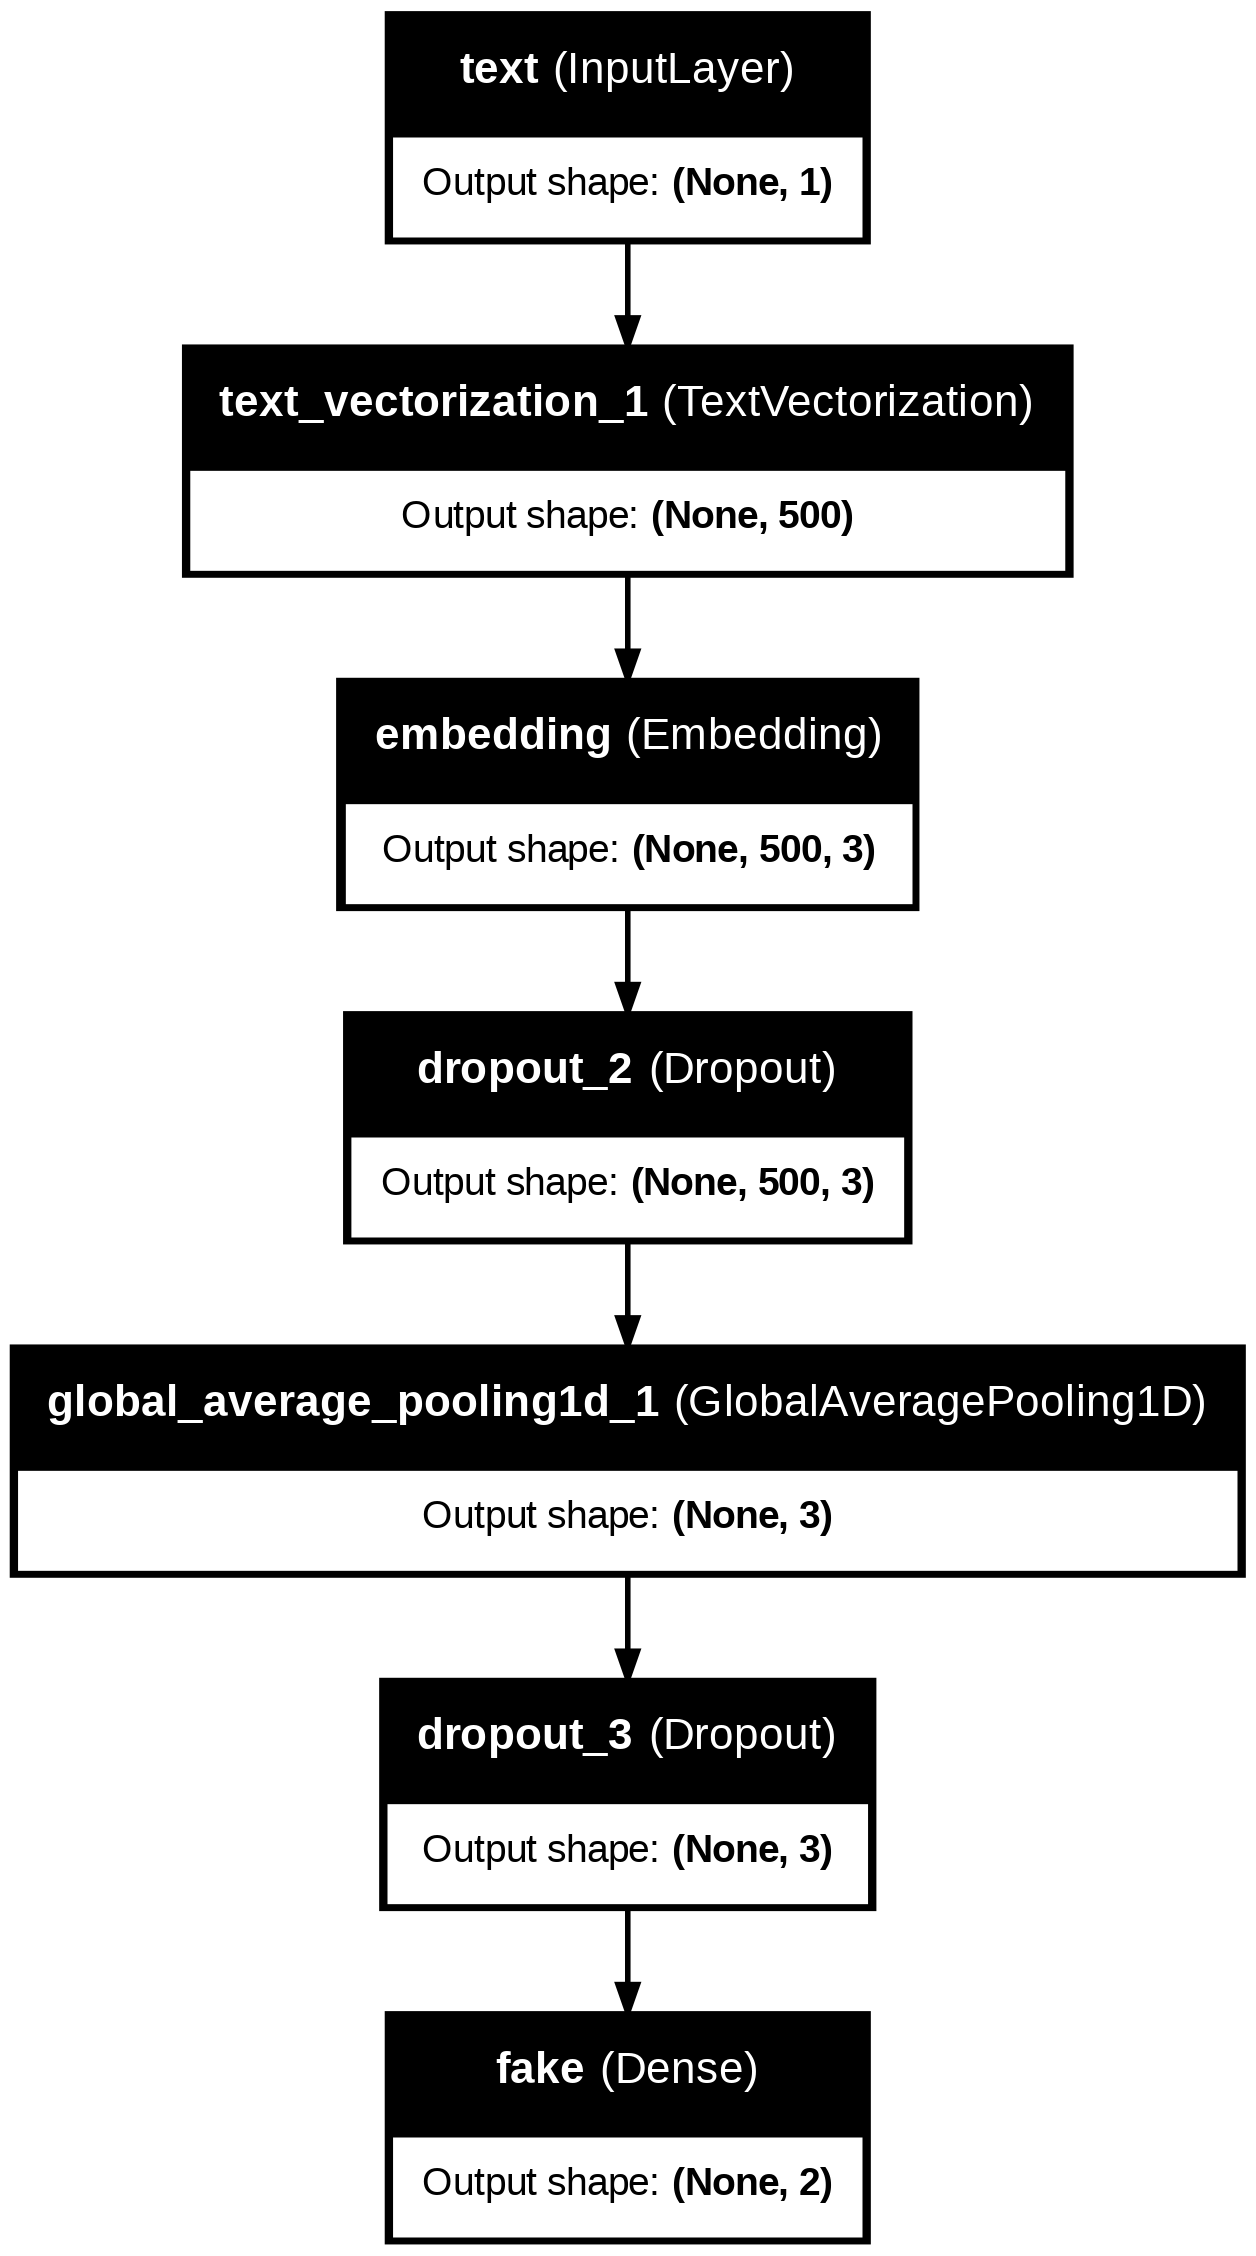 text (InputLayer)
Output shape: (None, 1)
text_vectorization_1 (TextVectorization)
Output shape: (None, 500)
embedding (Embedding)
Output shape: (None, 500, 3)
dropout_2 (Dropout)
Output shape: (None, 500, 3)
global_average_pooling1d_1 (GlobalAveragePooling1D)
Output shape: (None, 3)
dropout_3 (Dropout)
Output shape: (None, 3)
fake (Dense)
Output shape: (None, 2)